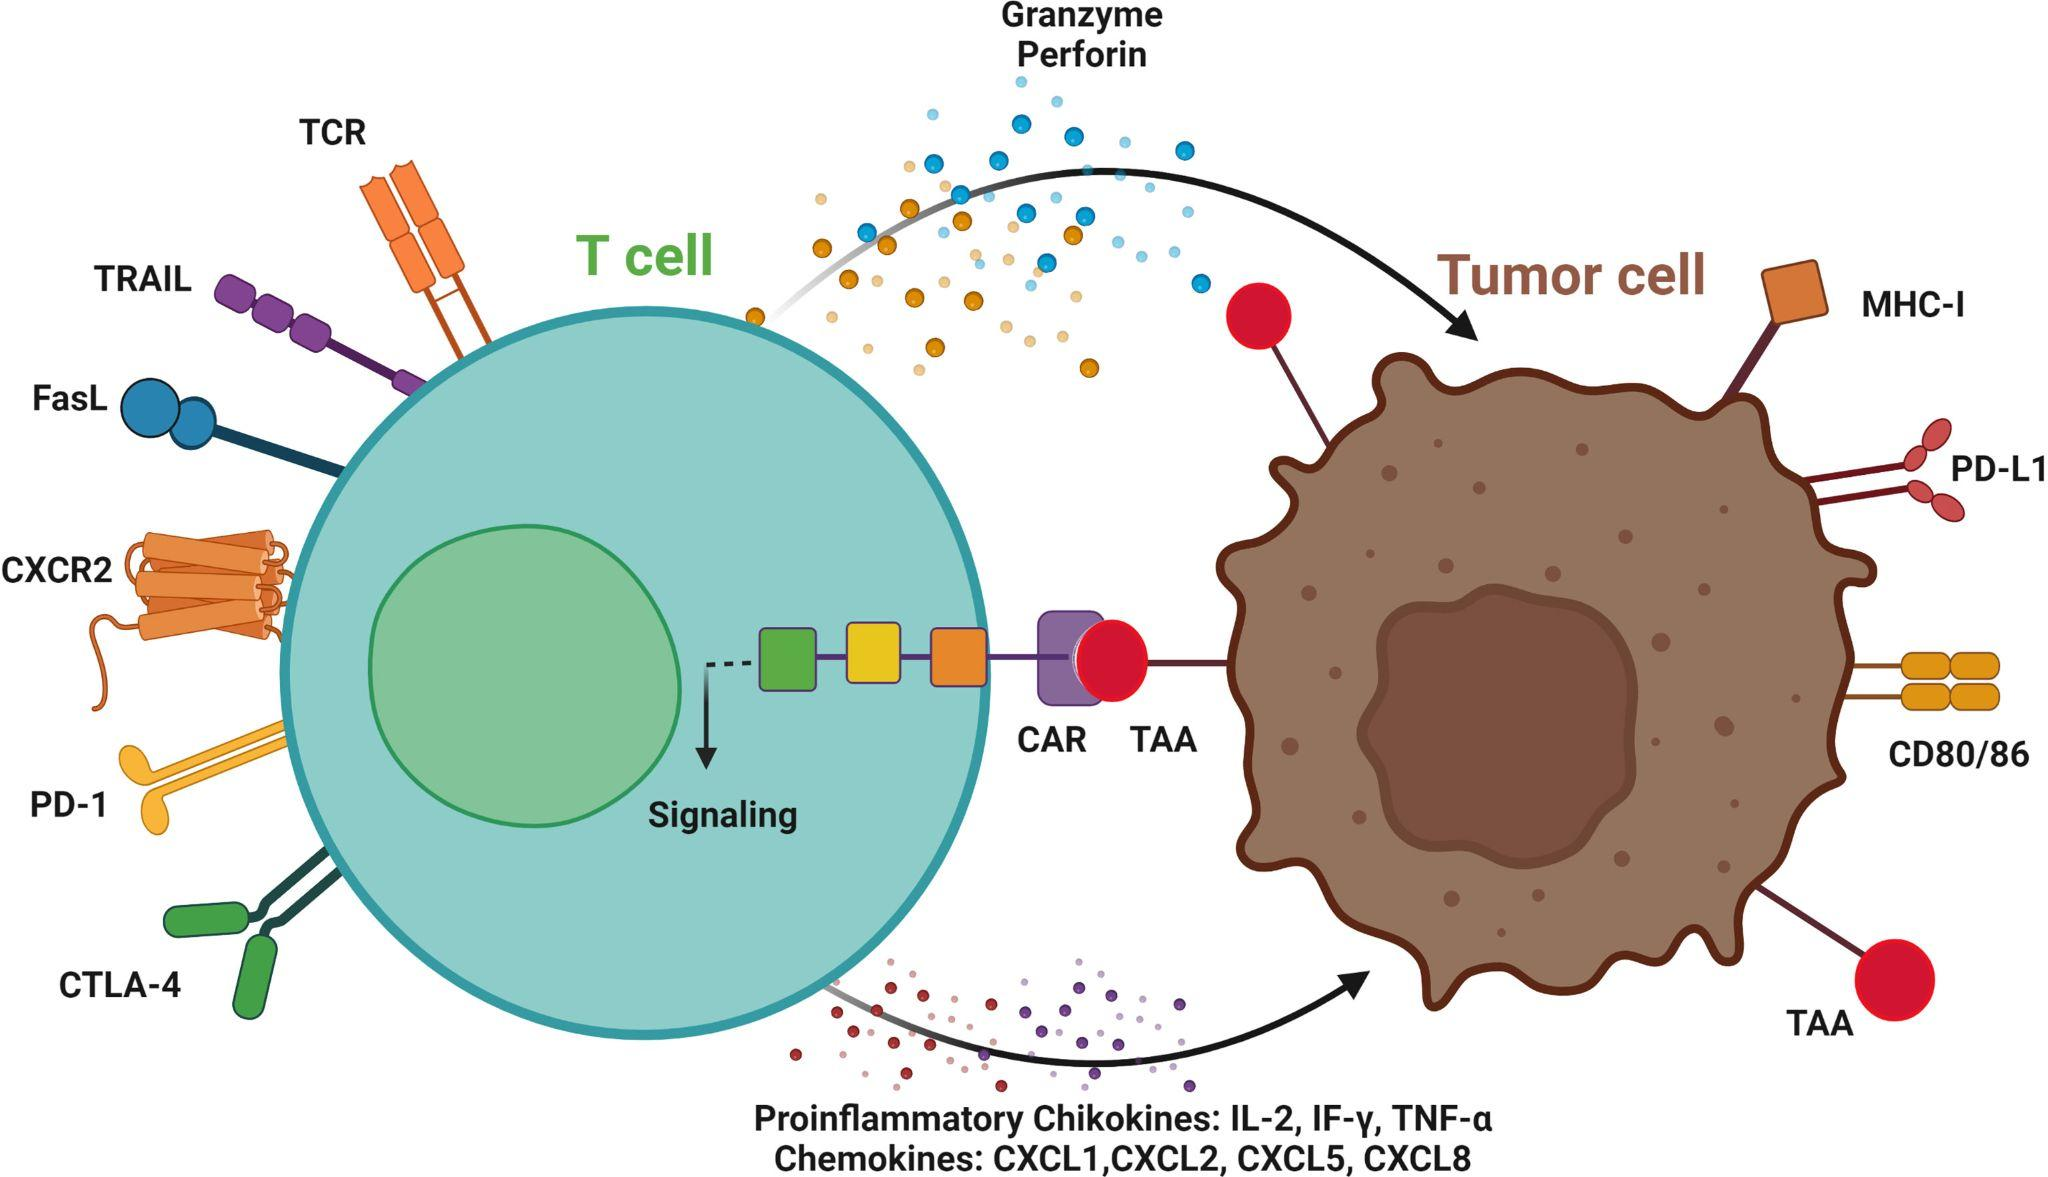 Granzyme
Perforin
TCR
T cell
TRAIL
Tumor cell
MHC-I
FasL
PD-L1
CXCR2
CAR
TAA
CD80/86
PD-1
Signaling
CTLA-4
TAA
Proinflammatory Chikokines: IL-2, IF-γ, TNF-α
Chemokines: CXCL1,CXCL2, CXCL5, CXCL8